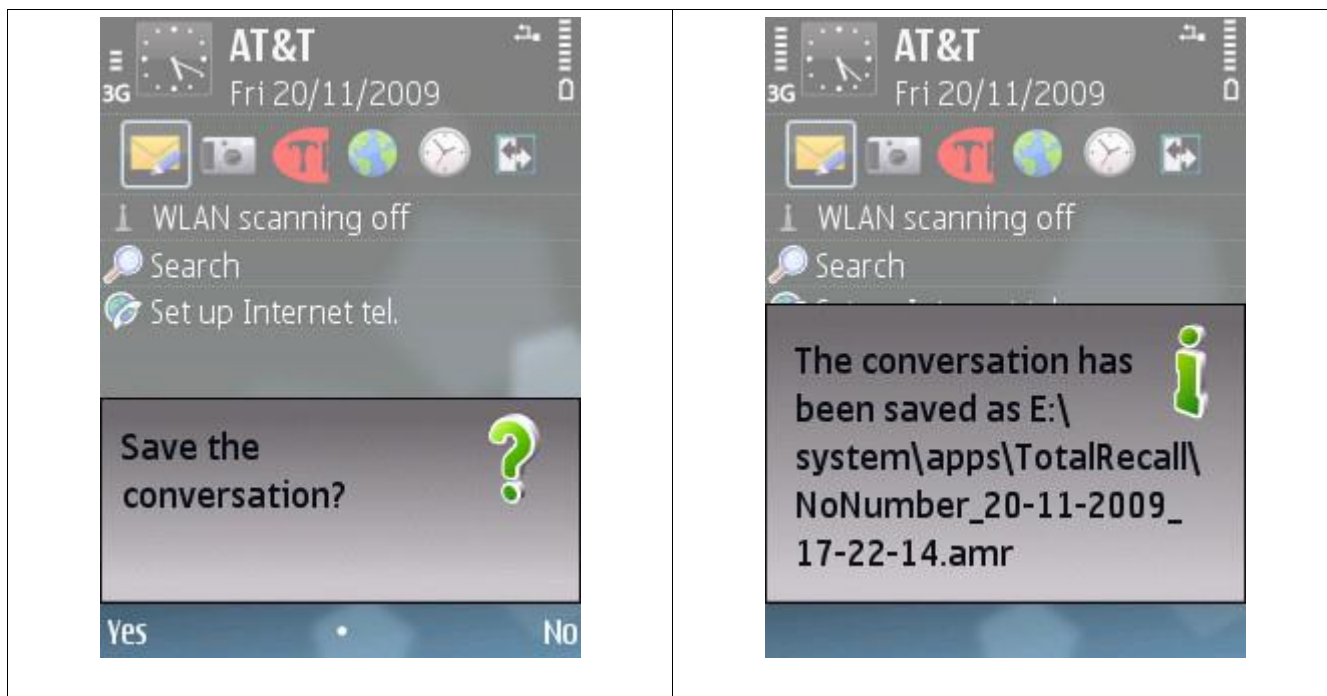 AT&T
3G
Fri 20/11/2009
WLAN scanning off
Search
Set up Internet tel.
Save the
conversation?
Yes
No
AT&T
3G
Fri 20/11/2009
WLAN scanning off
Search
The conversation has
been saved as E:\
system\apps\TotalRecall\
NoNumber_20-11-2009_
17-22-14.amr